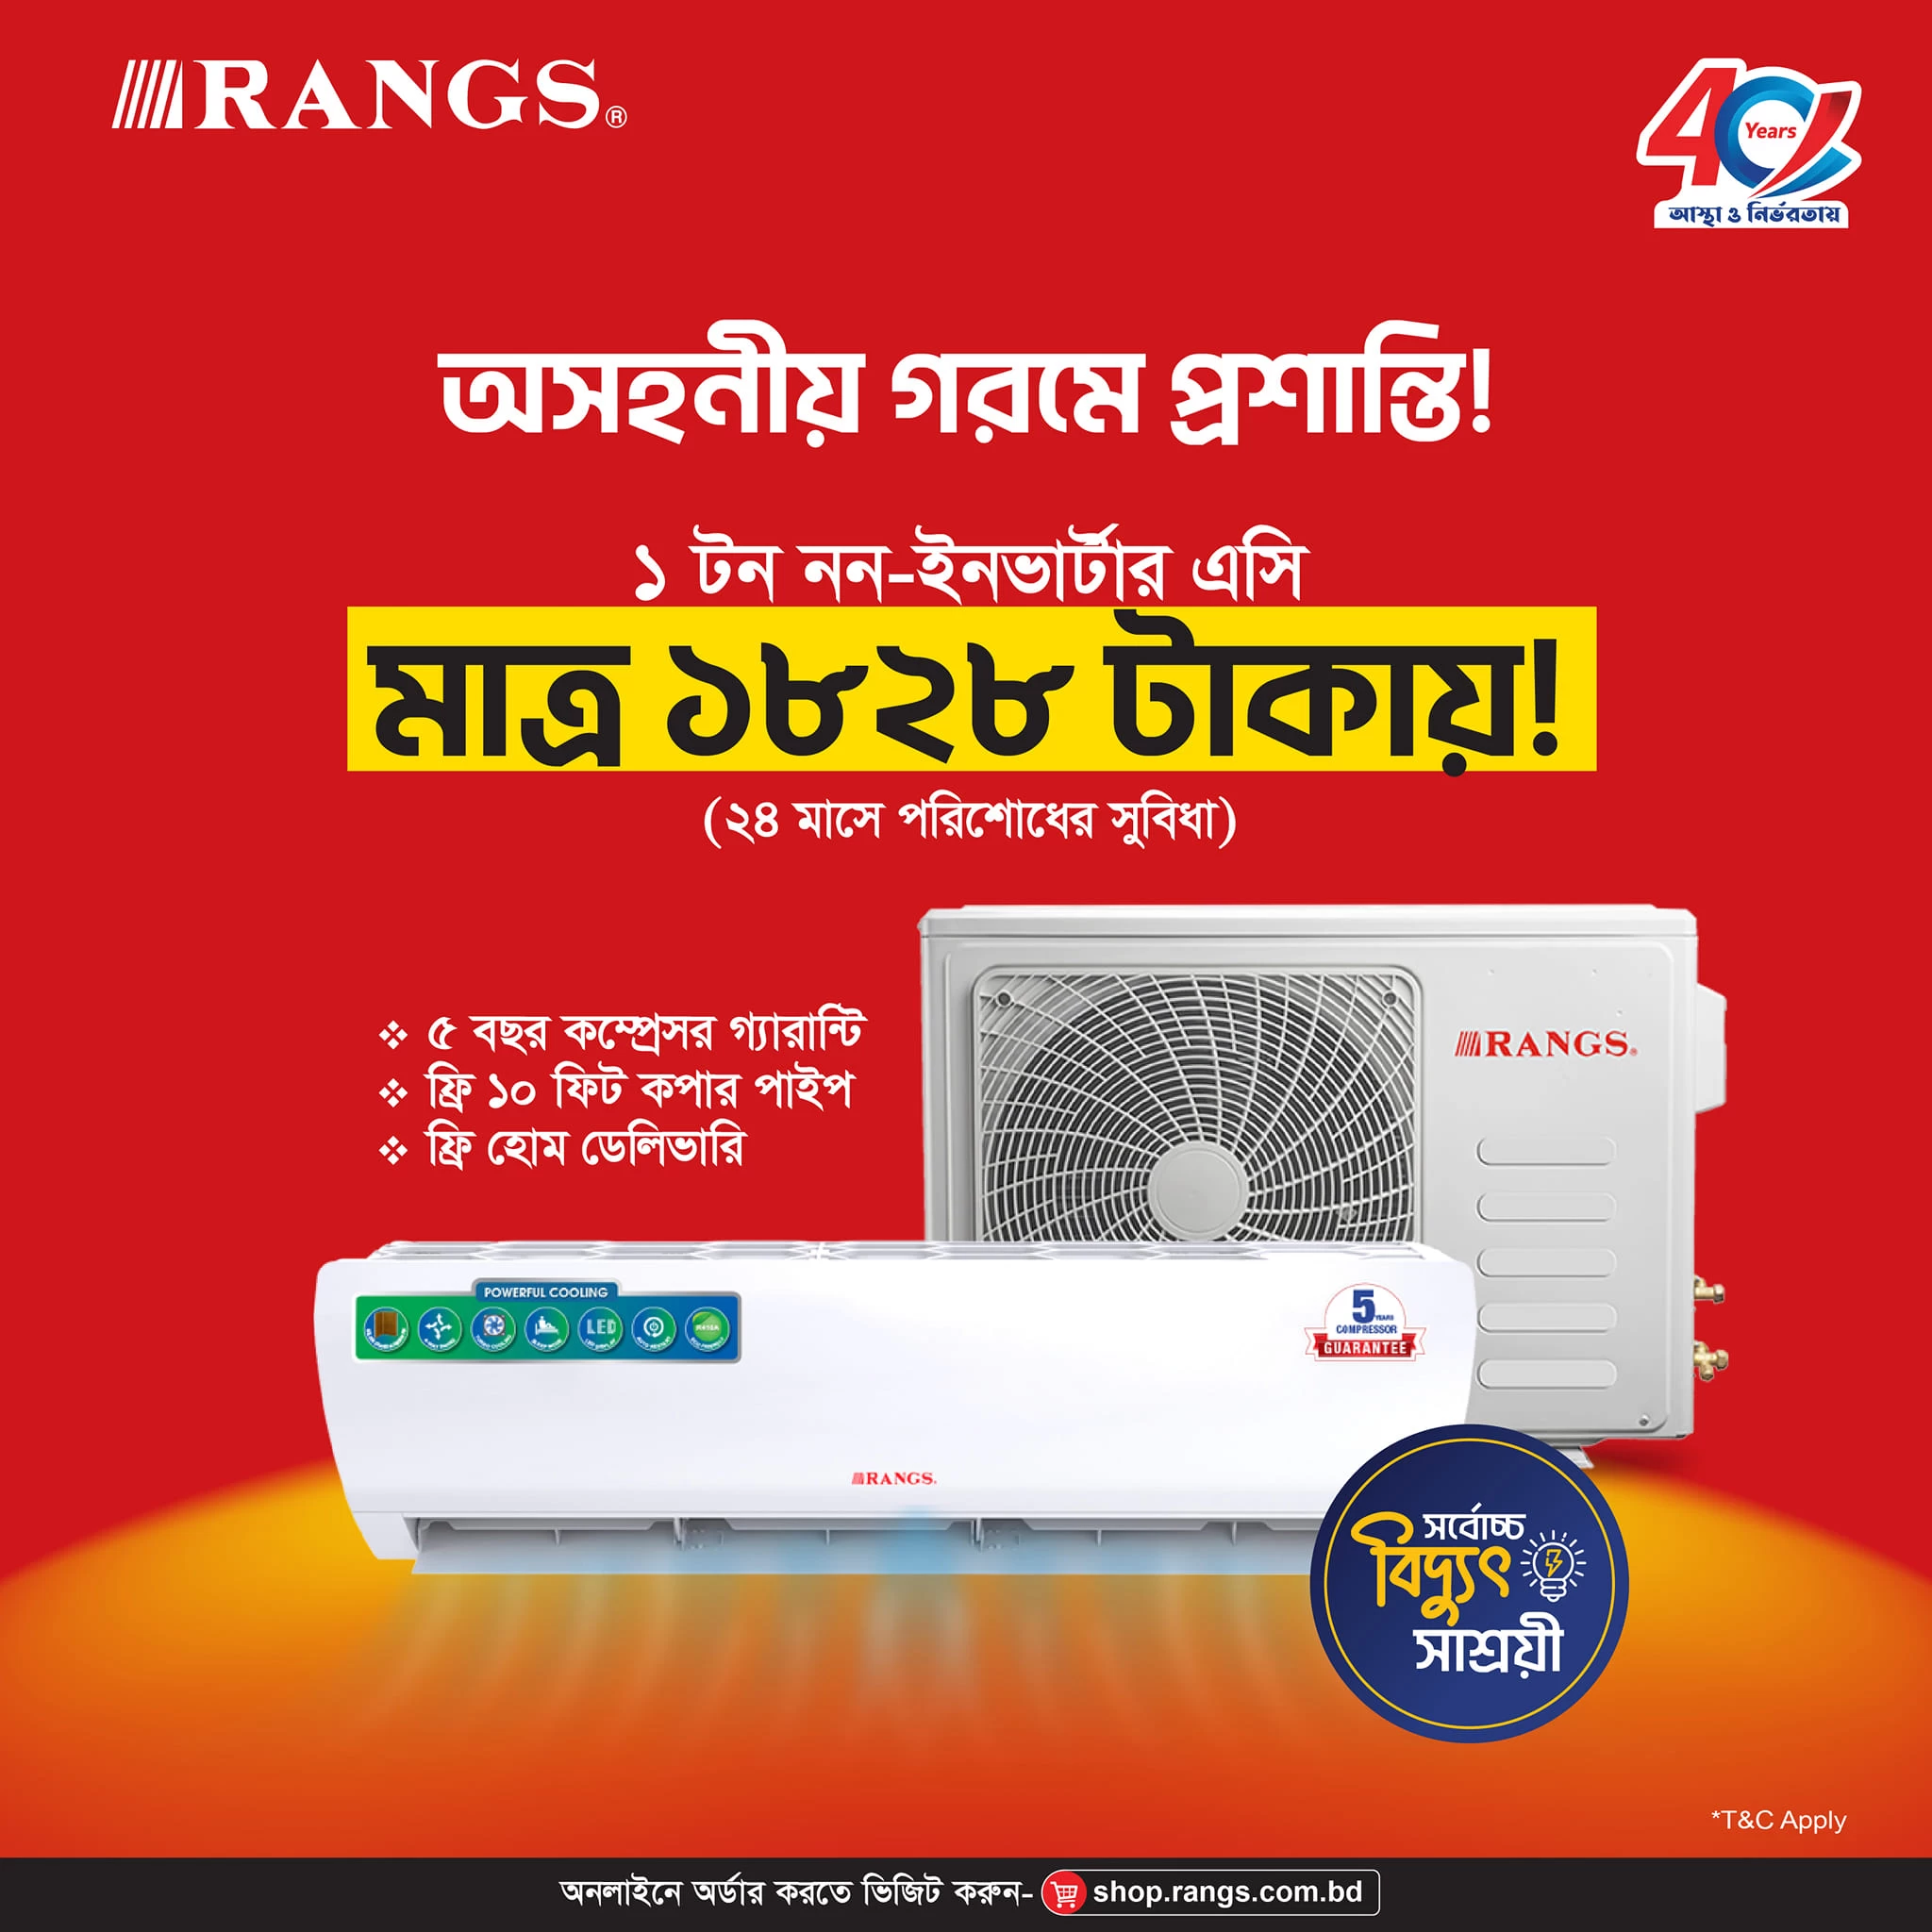 RANGS®
40 Years
আস্থা ও নির্ভরতায়
অসহনীয় গরমে প্রশান্তি!
১ টন নন-ইনভার্টার এসি
মাত্র ১৮২৮ টাকায়!
(২৪ মাসে পরিশোধের সুবিধা)
❖ ৫ বছর কম্প্রেসর গ্যারান্টি
❖ ফ্রি ১০ ফিট কপার পাইপ
❖ ফ্রি হোম ডেলিভারি
RANGS®
POWERFUL COOLING
LED
5 YEARS
COMPRESSOR
GUARANTEE
RANGS.
সর্বোচ্চ
বিদ্যুৎ
সাশ্রয়ী
*T&C Apply
অনলাইনে অর্ডার করতে ভিজিট করুন- shop.rangs.com.bd